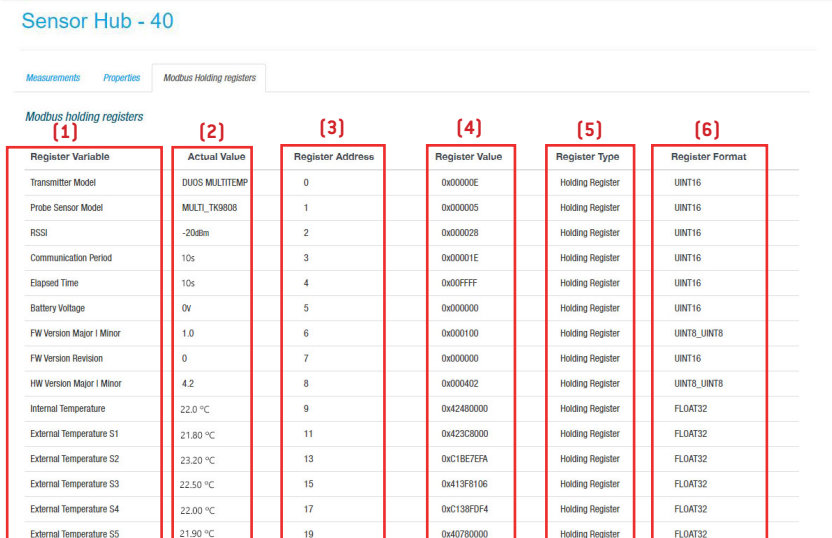 Sensor Hub - 40
Measurements Properties Modbus Holding registers
Modbus holding registers
(1) (2) (3) (4) (5) (6)
Register Variable Actual Value Register Address Register Value Register Type Register Format
Transmitter Model DUOS MULTITEMP 0 0x00000E Holding Register UINT16
Probe Sensor Model MULTI_TK9808 1 0x000005 Holding Register UINT16
RSSI -20dBm 2 0x000028 Holding Register UINT16
Communication Period 10s 3 0x00001E Holding Register UINT16
Elapsed Time 10s 4 0x00FFFF Holding Register UINT16
Battery Voltage 0V 5 0x000000 Holding Register UINT16
FW Version Major | Minor 1.0 6 0x000100 Holding Register UINT8_UINT8
FW Version Revision 0 7 0x000000 Holding Register UINT16
HW Version Major | Minor 4.2 8 0x000402 Holding Register UINT8_UINT8
Internal Temperature 22.0 °C 9 0x42480000 Holding Register FLOAT32
External Temperature S1 21.80 °C 11 0x423C8000 Holding Register FLOAT32
External Temperature S2 23.20 °C 13 0xC1BE7EFA Holding Register FLOAT32
External Temperature S3 22.50 °C 15 0x413F8106 Holding Register FLOAT32
External Temperature S4 22.00 °C 17 0xC138FDF4 Holding Register FLOAT32
External Temperature S5 21.90 °C 19 0x40780000 Holding Register FLOAT32